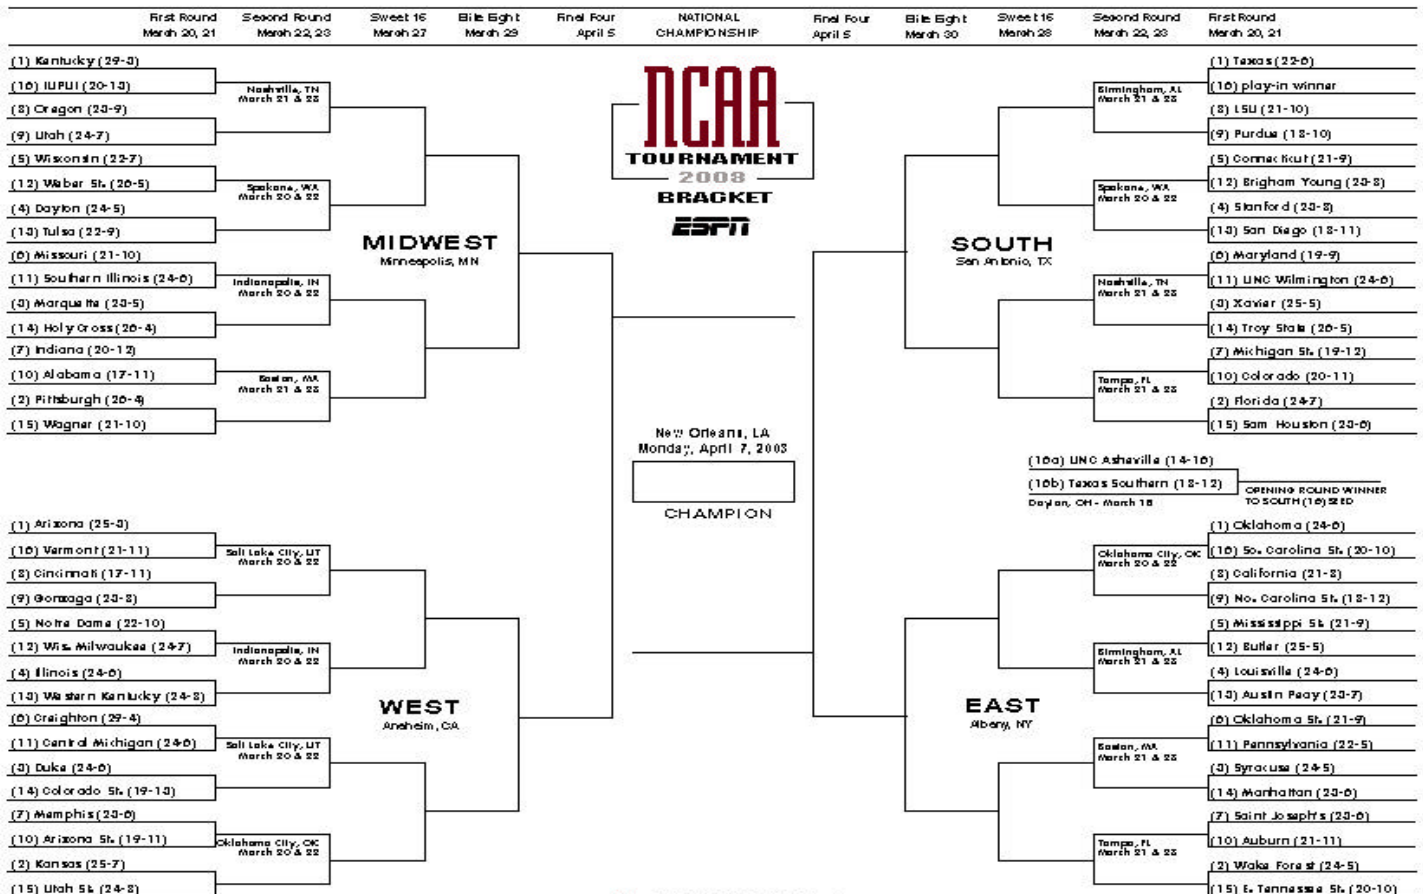 First Round
March 20, 21
Second Round
March 22, 23
Sweet 16
March 27
Elite Eight
March 29
Final Four
April 5
NATIONAL
CHAMPIONSHIP
Final Four
April 5
Elite Eight
March 30
Sweet 16
March 28
Second Round
March 22, 23
First Round
March 20, 21
(1) Kentucky (29-3)
(16) IUPUI (20-13)
(8) Oregon (23-9)
(9) Utah (24-7)
(5) Wisconsin (22-7)
(12) Weber St. (26-5)
(4) Dayton (24-5)
(13) Tulsa (22-9)
(6) Missouri (21-10)
(11) Southern Illinois (24-6)
(3) Marquette (23-5)
(14) Holy Cross (26-4)
(7) Indiana (20-12)
(10) Alabama (17-11)
(2) Pittsburgh (26-4)
(15) Wagner (21-10)
Nashville, TN
March 21 & 23
Spokane, WA
March 20 & 22
Indianapolis, IN
March 20 & 22
Boston, MA
March 21 & 23
MIDWEST
Minneapolis, MN
NCAA
TOURNAMENT
2003
BRACKET
ESPN
SOUTH
San Antonio, TX
Birmingham, AL
March 21 & 23
Spokane, WA
March 20 & 22
Nashville, TN
March 21 & 23
Tampa, FL
March 21 & 23
(1) Texas (22-6)
(16) play-in winner
(8) LSU (21-10)
(9) Purdue (18-10)
(5) Connecticut (21-9)
(12) Brigham Young (23-8)
(4) Stanford (23-8)
(13) San Diego (18-11)
(6) Maryland (19-9)
(11) UNC Wilmington (24-6)
(3) Xavier (25-5)
(14) Troy State (26-5)
(7) Michigan St. (19-12)
(10) Colorado (20-11)
(2) Florida (24-7)
(15) Sam Houston (23-6)
New Orleans, LA
Monday, April 7, 2003
CHAMPION
(16a) UNC Asheville (14-16)
(16b) Texas Southern (18-12)
Dayton, OH - March 18
OPENING ROUND WINNER
TO SOUTH (16) SEED
(1) Arizona (25-3)
(16) Vermont (21-11)
(8) Cincinnati (17-11)
(9) Gonzaga (23-8)
(5) Notre Dame (22-10)
(12) Wis. Milwaukee (24-7)
(4) Illinois (24-6)
(13) Western Kentucky (24-8)
(6) Creighton (29-4)
(11) Central Michigan (24-6)
(3) Duke (24-6)
(14) Colorado St. (19-13)
(7) Memphis (23-6)
(10) Arizona St. (19-11)
(2) Kansas (25-7)
(15) Utah St. (24-8)
Salt Lake City, UT
March 20 & 22
Indianapolis, IN
March 20 & 22
Salt Lake City, UT
March 20 & 22
Oklahoma City, OK
March 20 & 22
WEST
Anaheim, CA
EAST
Albany, NY
Oklahoma City, OK
March 20 & 22
Birmingham, AL
March 21 & 23
Boston, MA
March 21 & 23
Tampa, FL
March 21 & 23
(1) Oklahoma (24-6)
(16) So. Carolina St. (20-10)
(8) California (21-8)
(9) No. Carolina St. (18-12)
(5) Mississippi St. (21-9)
(12) Butler (25-5)
(4) Louisville (24-6)
(13) Austin Peay (23-7)
(6) Oklahoma St. (21-9)
(11) Pennsylvania (22-5)
(3) Syracuse (24-5)
(14) Manhattan (23-6)
(7) Saint Joseph's (23-6)
(10) Auburn (21-11)
(2) Wake Forest (24-5)
(15) E. Tennessee St. (20-10)